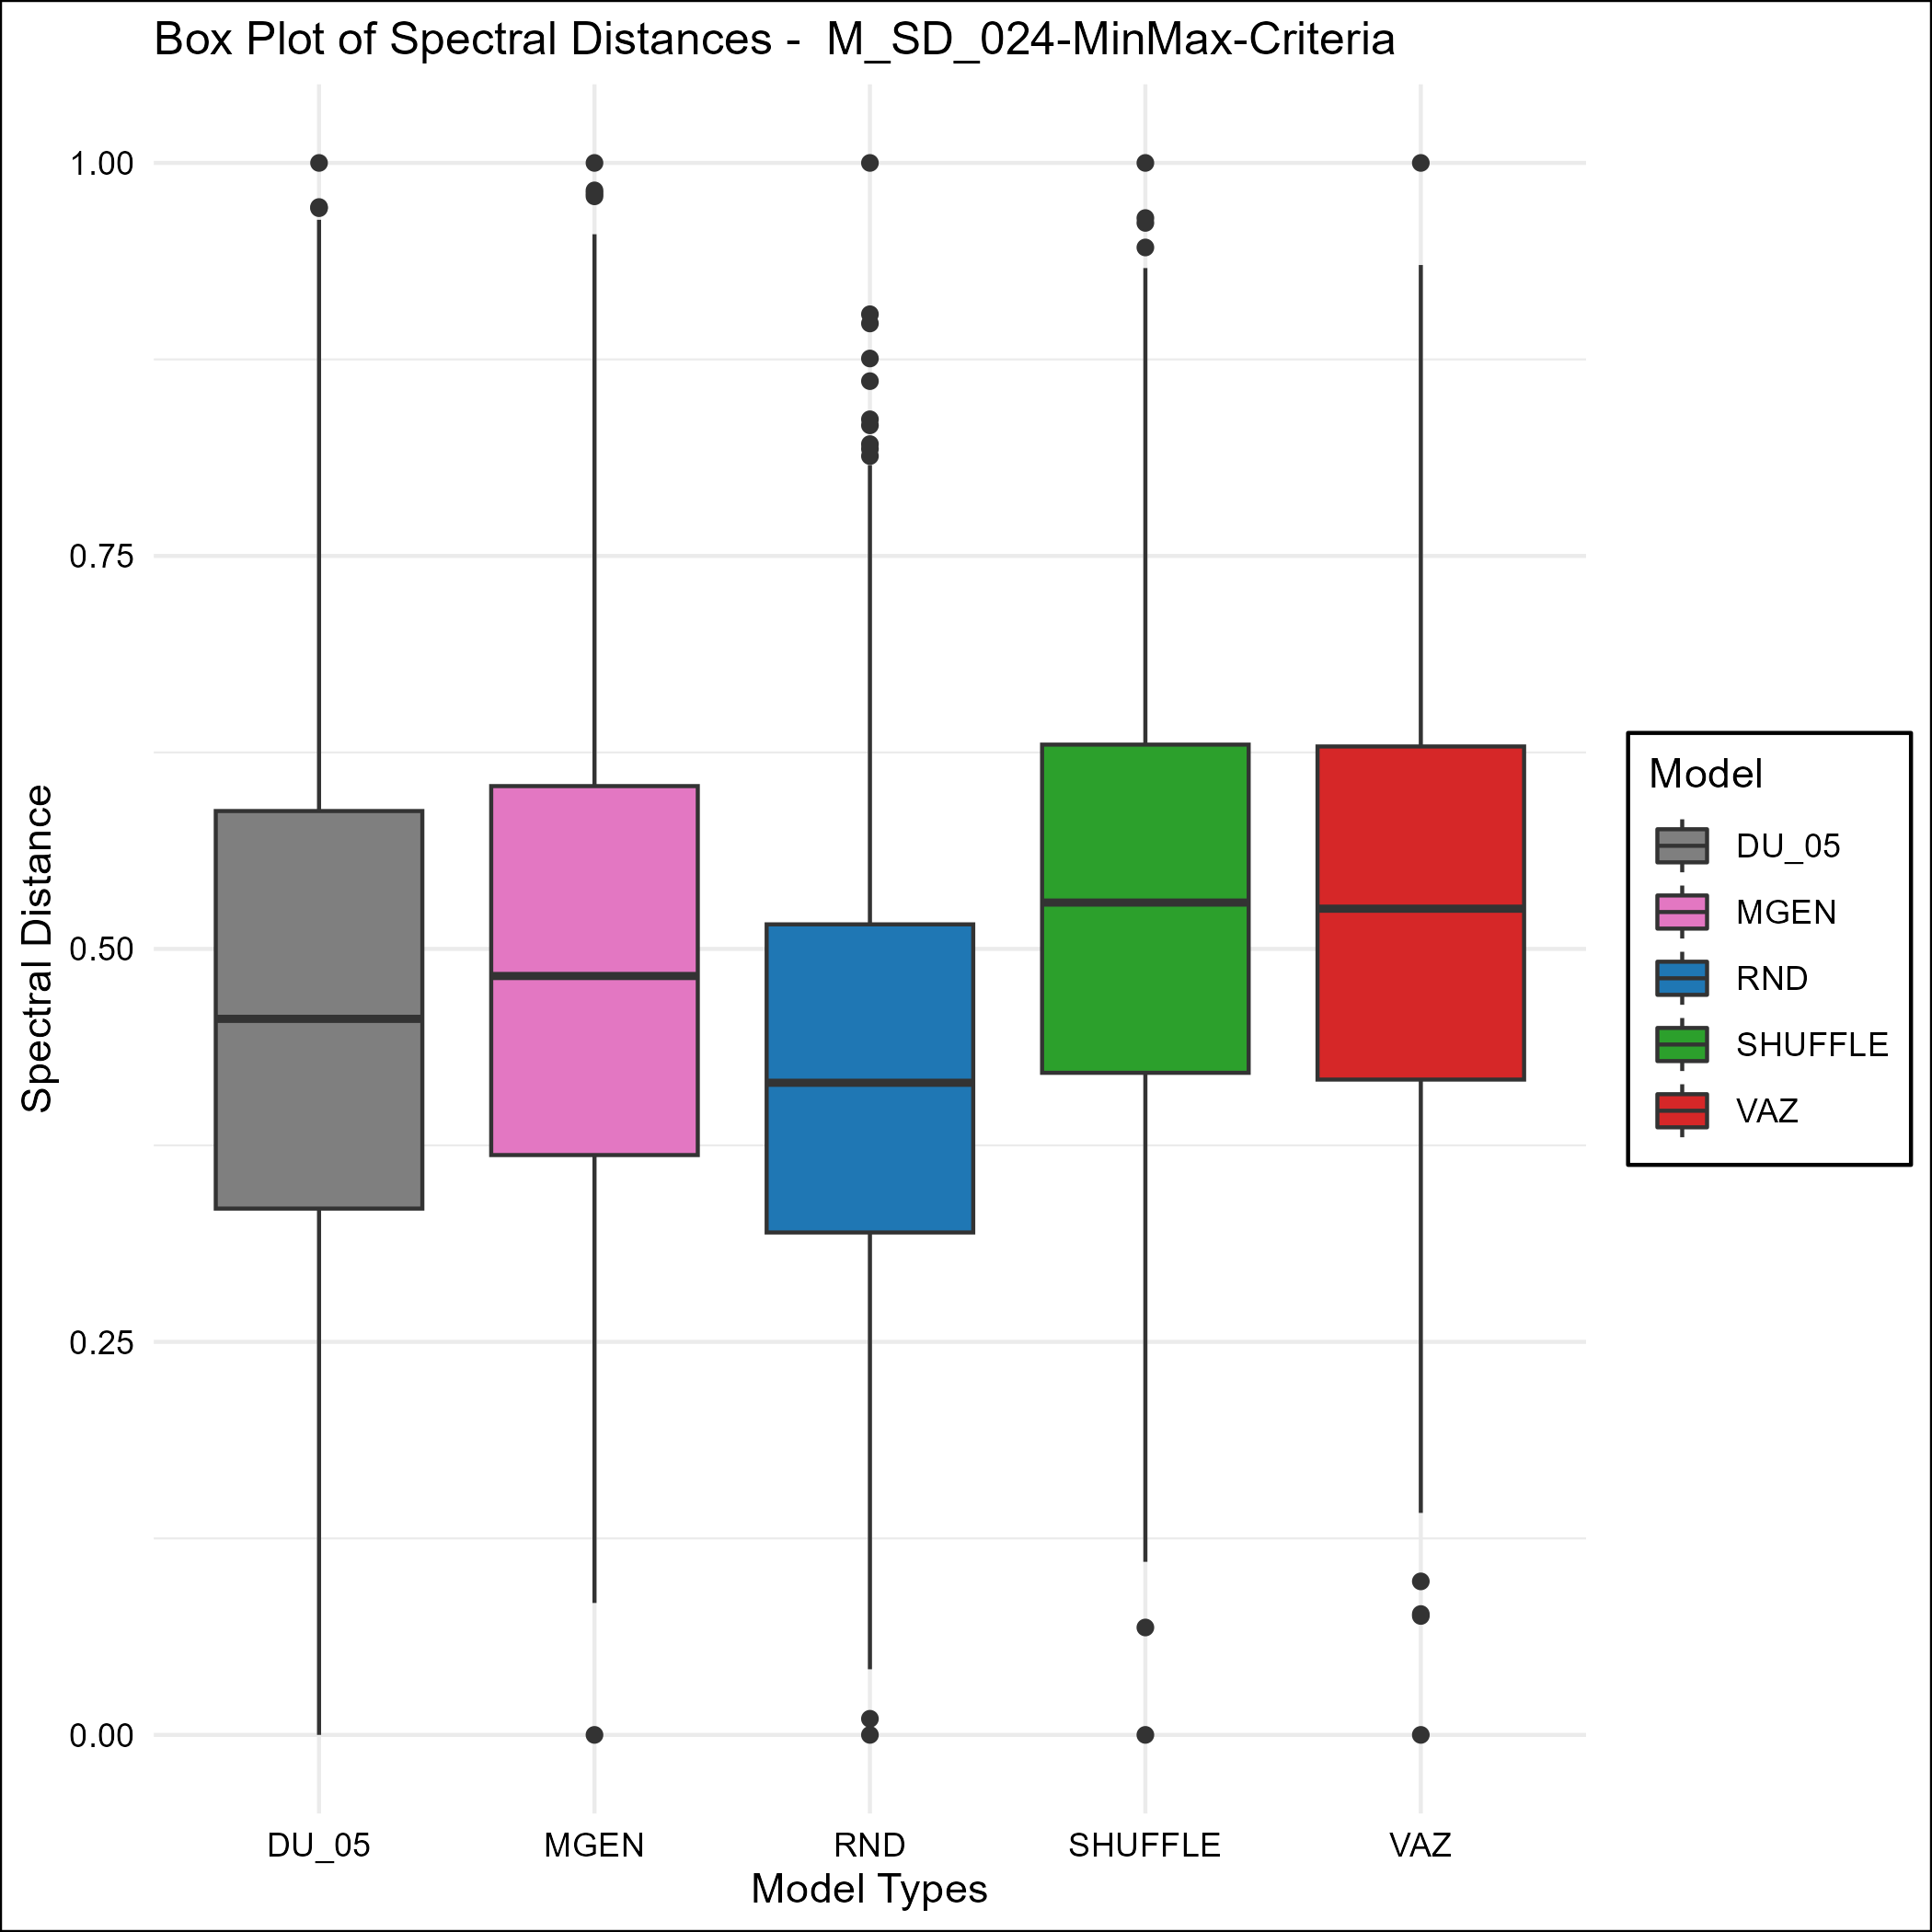 Box Plot of Spectral Distances -  M_SD_024-MinMax-Criteria
1.00
0.75
0.50
0.25
0.00
Spectral Distance
DU_05
MGEN
RND
SHUFFLE
VAZ
Model Types
Model
DU_05
MGEN
RND
SHUFFLE
VAZ